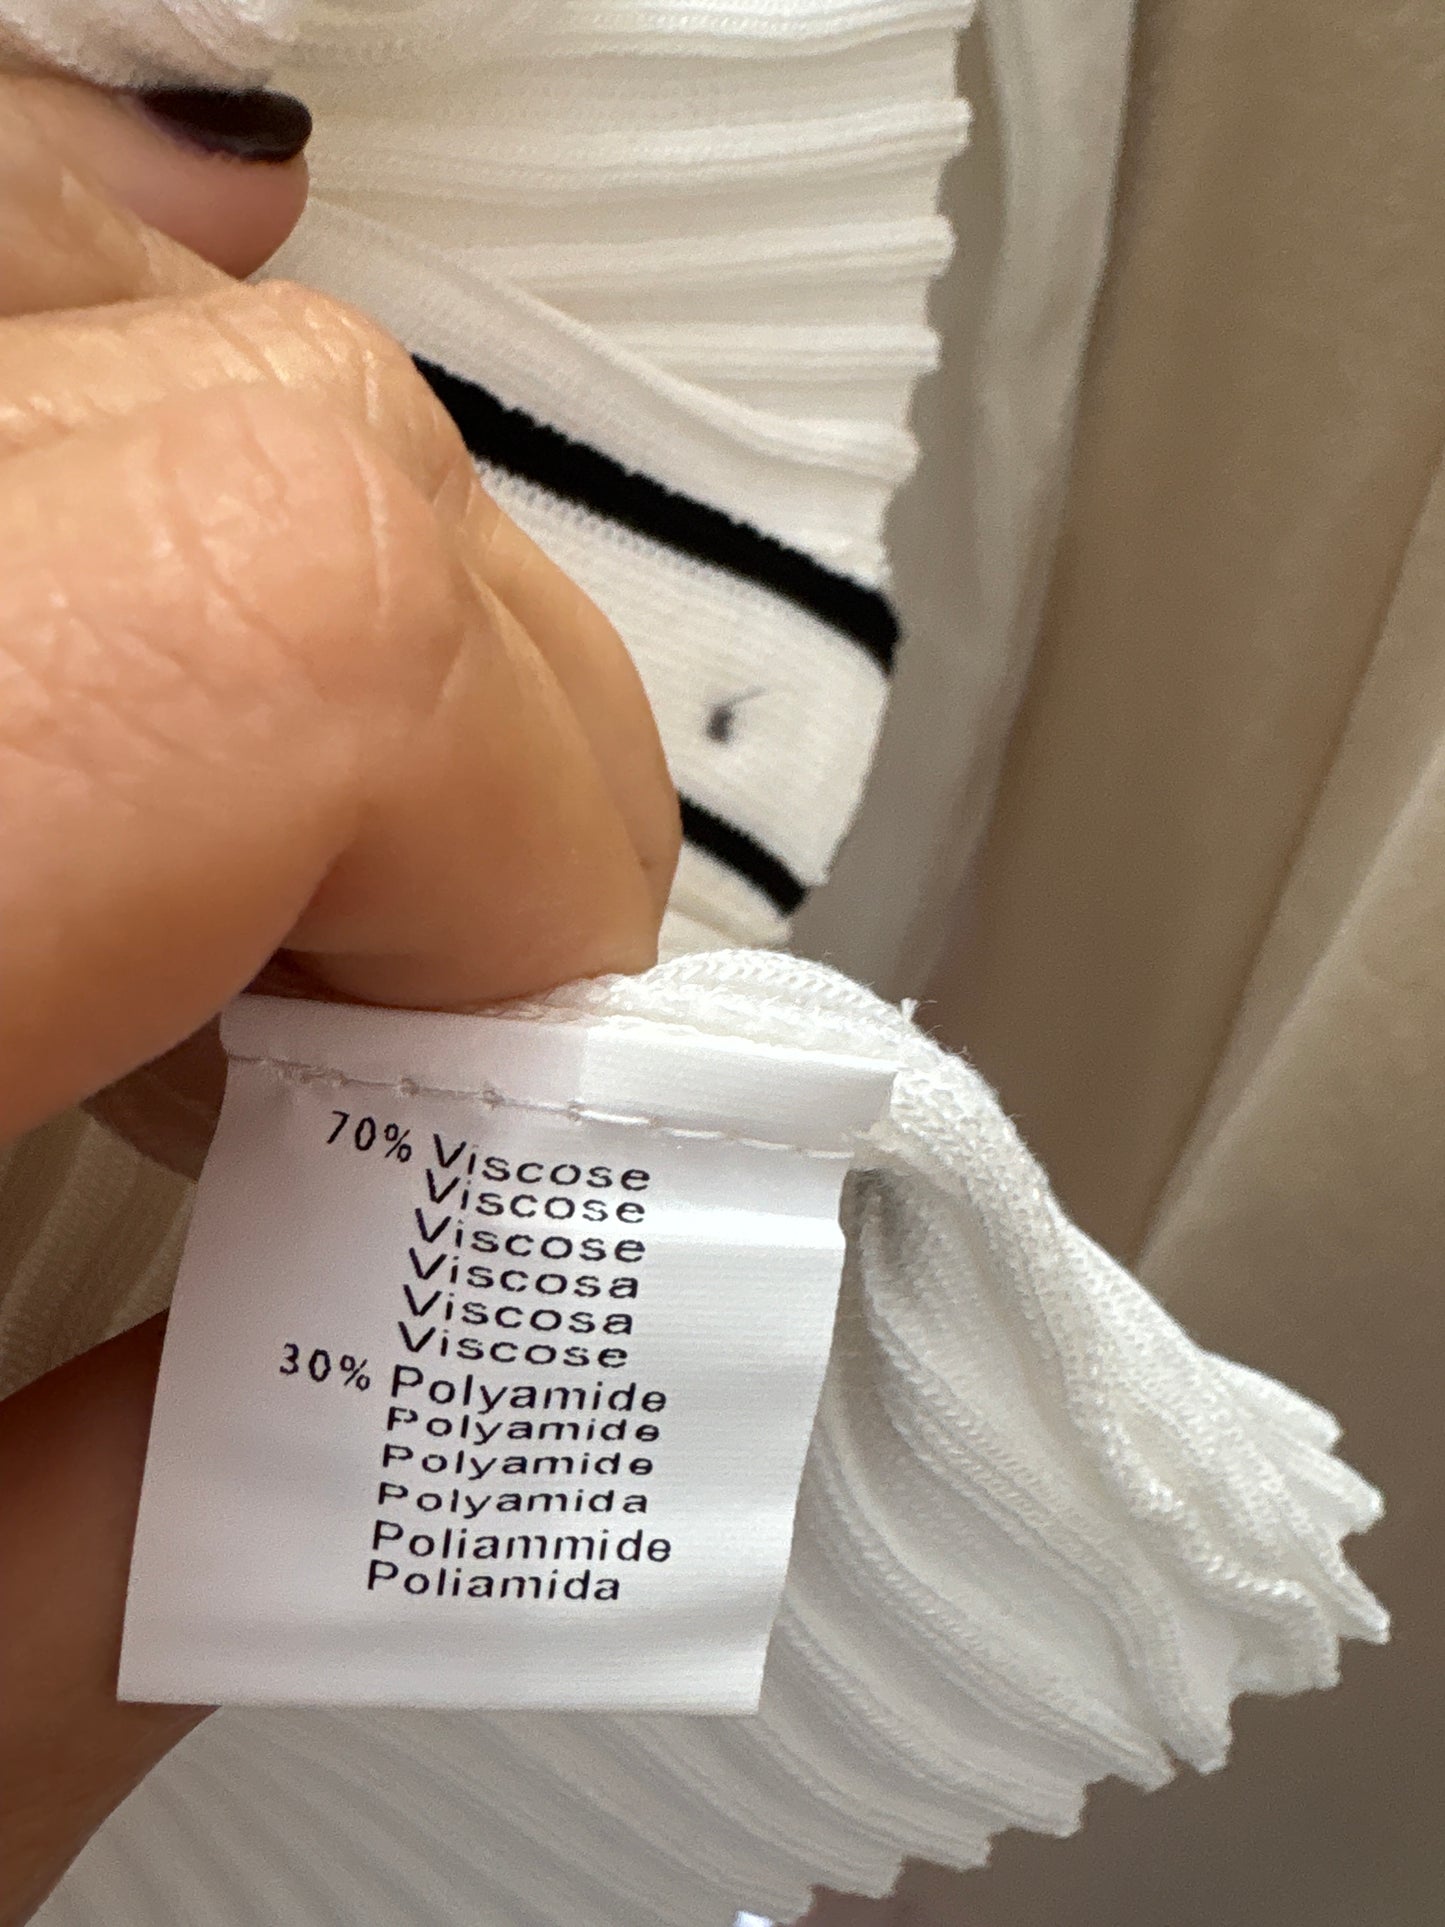 70% Viscose
Viscose
Viscose
Viscosa
Viscosa
Viscose
30% Polyamide
Polyamide
Polyamide
Polyamida
Poliammide
Poliamida